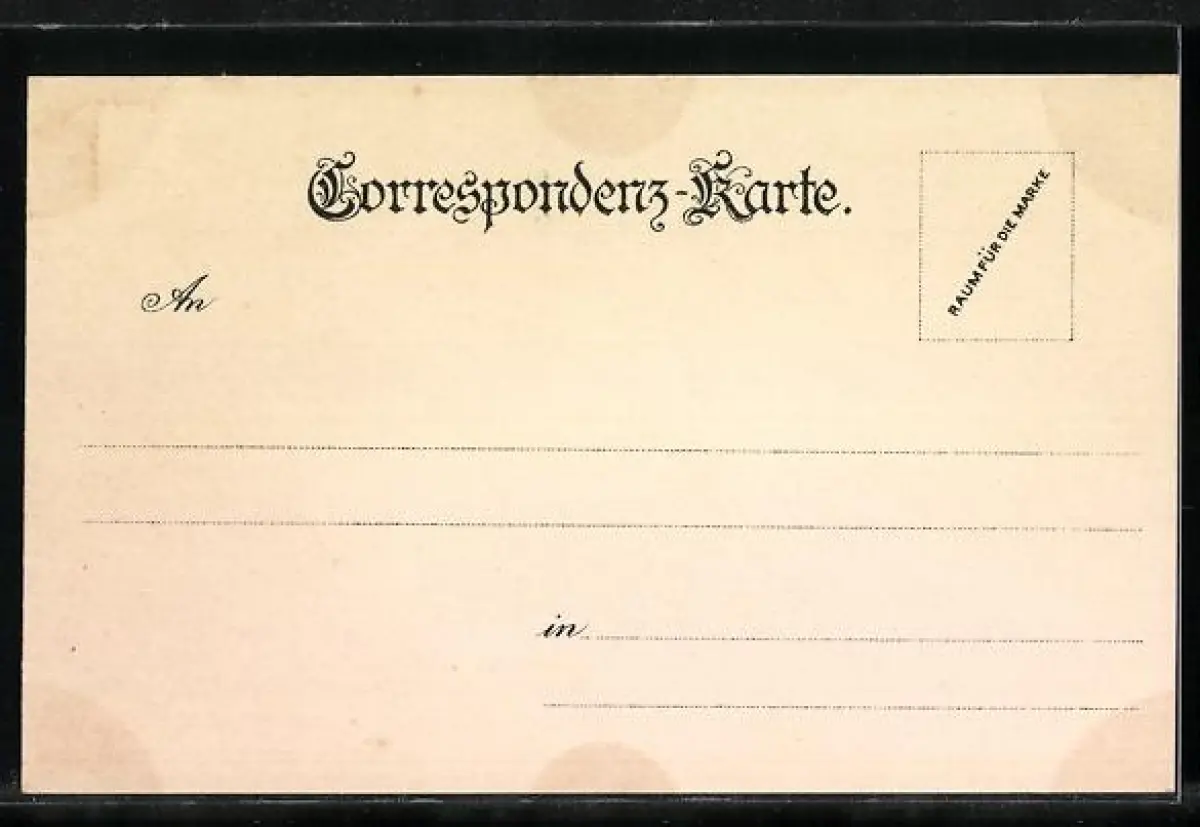 Correspondenz-Karte.
RAUM FÜR DIE MARKE
An
in